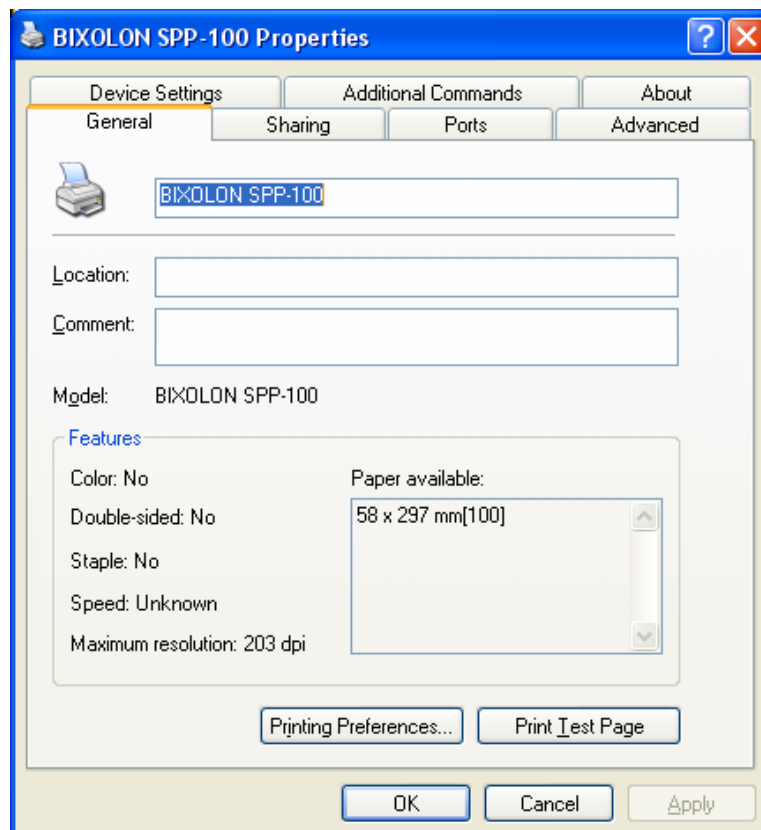 BIXOLON SPP-100 Properties
?
Device Settings Additional Commands About
General Sharing Ports Advanced
BIXOLON SPP-100
Location:
Comment:
Model: BIXOLON SPP-100
Features
Color: No
Paper available:
Double-sided: No
58 x 297 mm[100]
Staple: No
Speed: Unknown
Maximum resolution: 203 dpi
Printing Preferences... Print Test Page
OK Cancel Apply